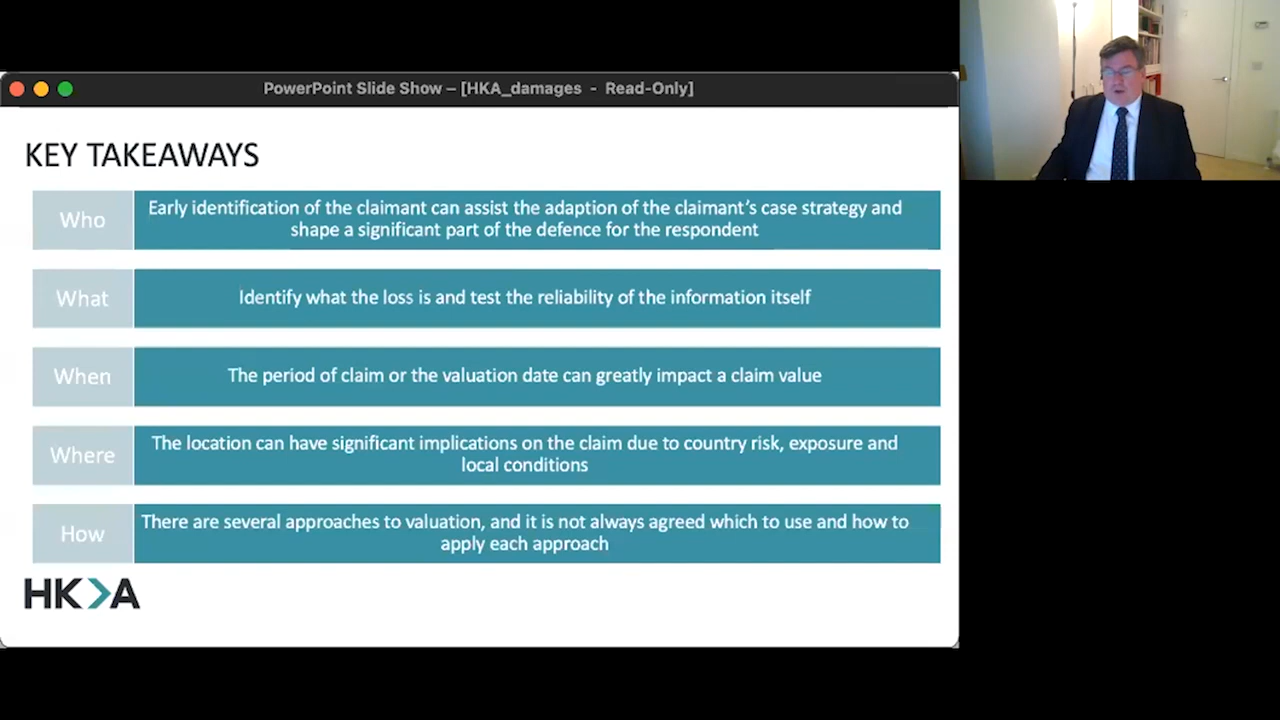 PowerPoint Slide Show – [HKA_damages - Read-Only]
KEY TAKEAWAYS
Who
Early identification of the claimant can assist the adaption of the claimant's case strategy and
shape a significant part of the defence for the respondent
What
Identify what the loss is and test the reliability of the information itself
When
The period of claim or the valuation date can greatly impact a claim value
Where
The location can have significant implications on the claim due to country risk, exposure and
local conditions
How
There are several approaches to valuation, and it is not always agreed which to use and how to
apply each approach
HKA